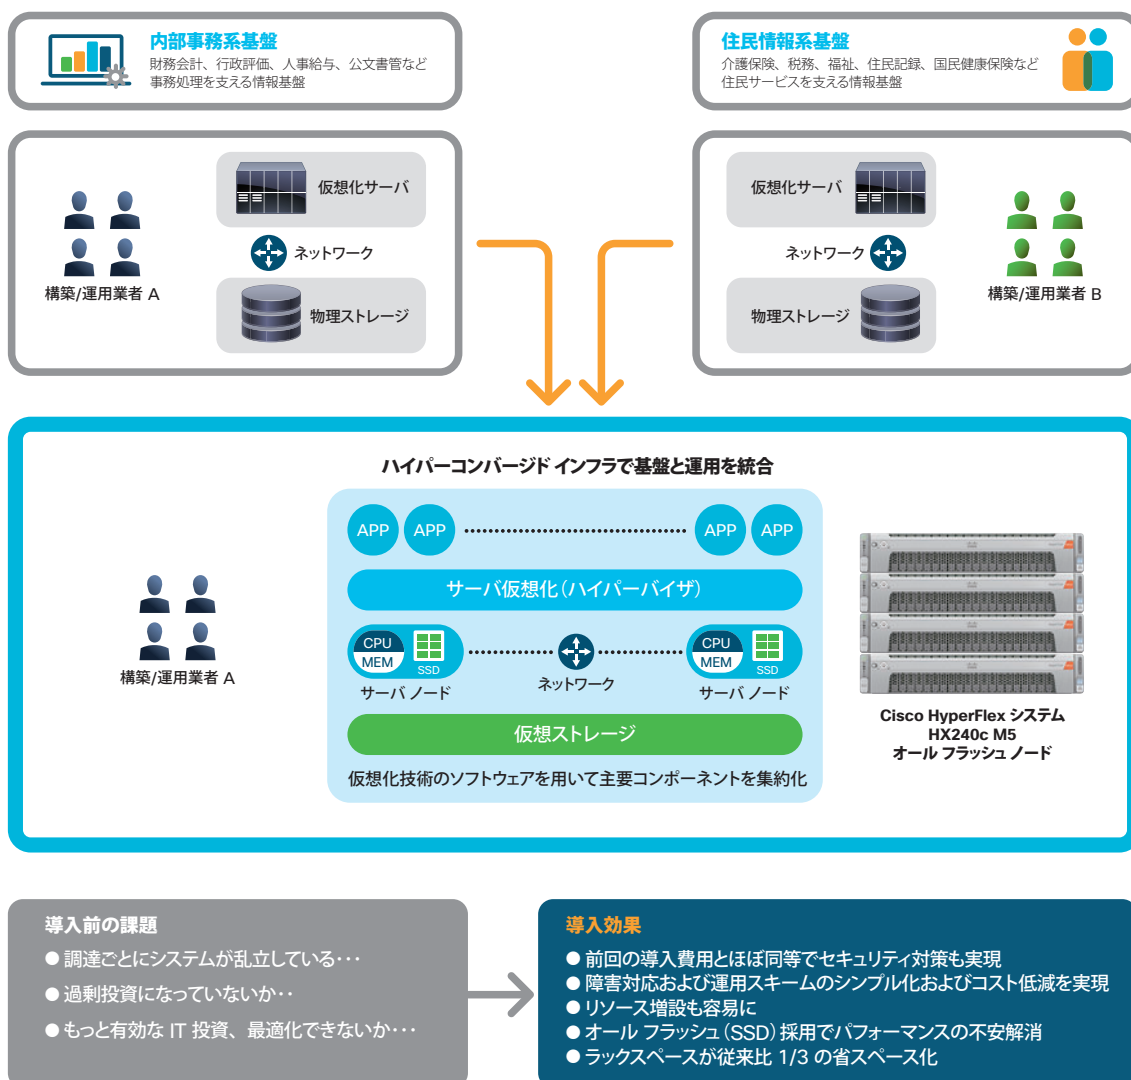 内部事務系基盤
財務会計、行政評価、人事給与、公文書管など
事務処理を支える情報基盤
住民情報系基盤
介護保険、税務、福祉、住民記録、国民健康保険など
住民サービスを支える情報基盤
仮想化サーバ
ネットワーク
構築/運用業者 A
物理ストレージ
仮想化サーバ
ネットワーク
構築/運用業者 B
物理ストレージ
ハイパーコンバージド インフラで基盤と運用を統合
APP APP APP APP
サーバ仮想化（ハイパーバイザ）
CPU
MEM
SSD
サーバ ノード
ネットワーク
CPU
MEM
SSD
サーバ ノード
構築/運用業者 A
仮想ストレージ
仮想化技術のソフトウェアを用いて主要コンポーネントを集約化
Cisco HyperFlex システム
HX240c M5
オール フラッシュ ノード
導入前の課題
● 調達ごとにシステムが乱立している・・・
● 過剰投資になっていないか・・
● もっと有効な IT 投資、最適化できないか・・・
導入効果
● 前回の導入費用とほぼ同等でセキュリティ対策も実現
● 障害対応および運用スキームのシンプル化およびコスト低減を実現
● リソース増設も容易に
● オール フラッシュ（SSD）採用でパフォーマンスの不安解消
● ラックスペースが従来比 1/3 の省スペース化